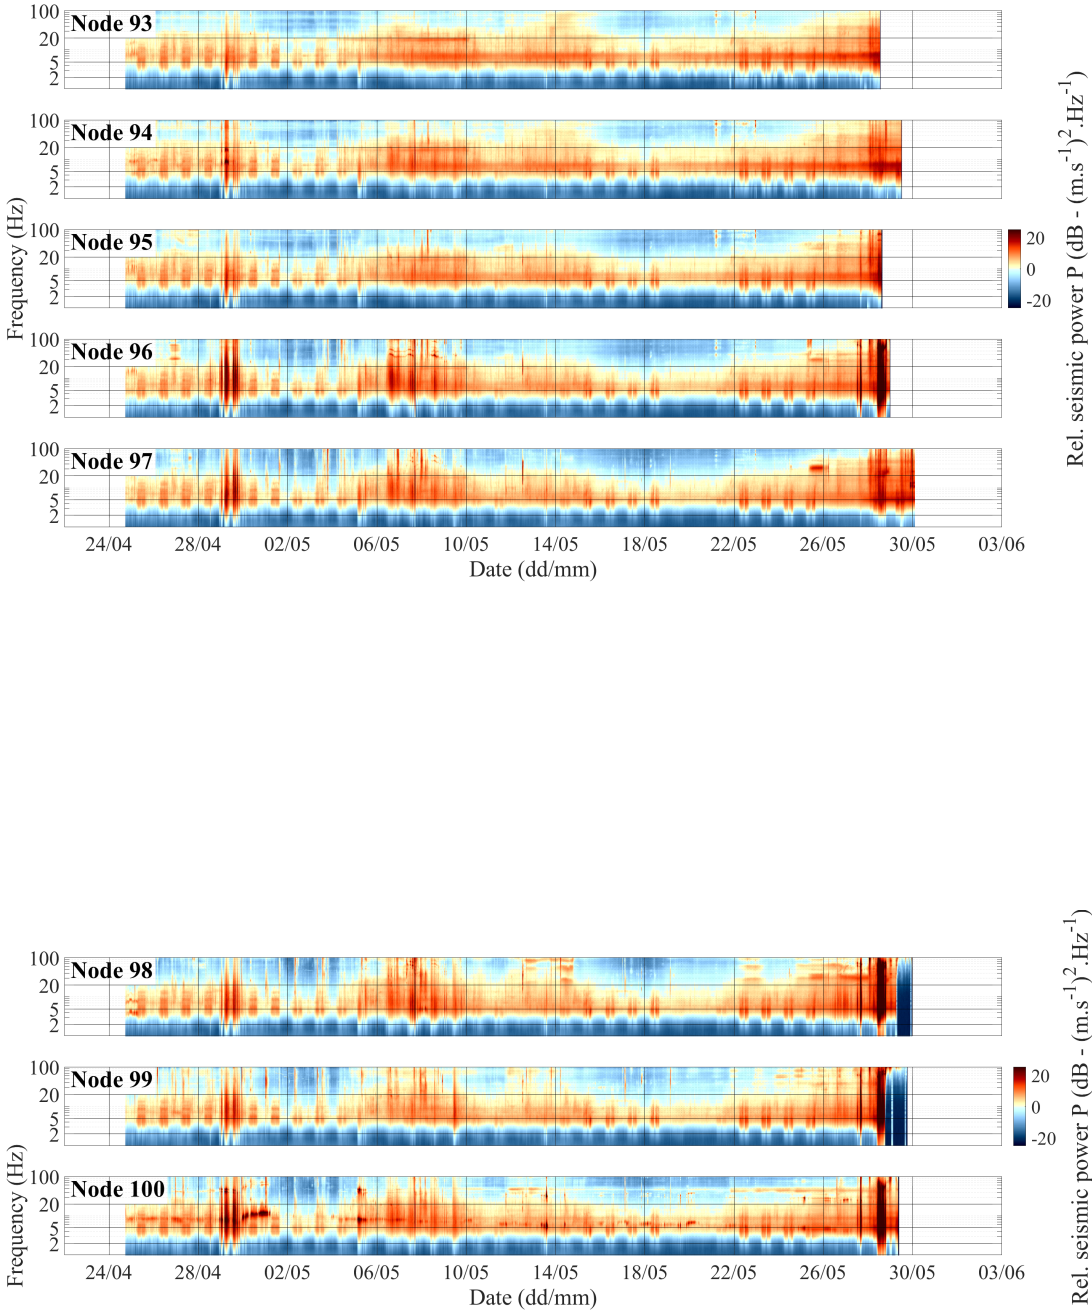 100
20
5
2
Node 93
100
20
5
2
Node 94
100
20
5
2
Node 95
100
20
5
2
Node 96
100
20
5
2
Node 97
Frequency (Hz)
20
0
-20
Rel. seismic power P (dB - (m.s⁻¹)².Hz⁻¹)
24/04 28/04 02/05 06/05 10/05 14/05 18/05 22/05 26/05 30/05 03/06
Date (dd/mm)
100
20
5
2
Node 98
100
20
5
2
Node 99
100
20
5
2
Node 100
Frequency (Hz)
20
0
-20
Rel. seismic power P (dB - (m.s⁻¹)².Hz⁻¹)
24/04 28/04 02/05 06/05 10/05 14/05 18/05 22/05 26/05 30/05 03/06
Date (dd/mm)